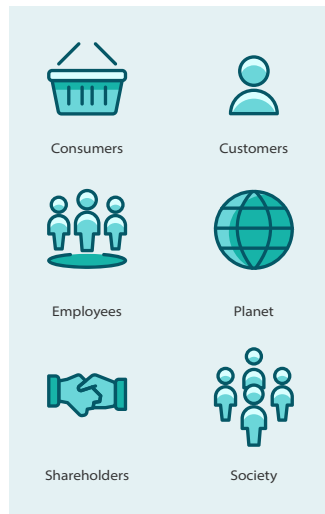 Consumers
Customers
Employees
Planet
Shareholders
Society